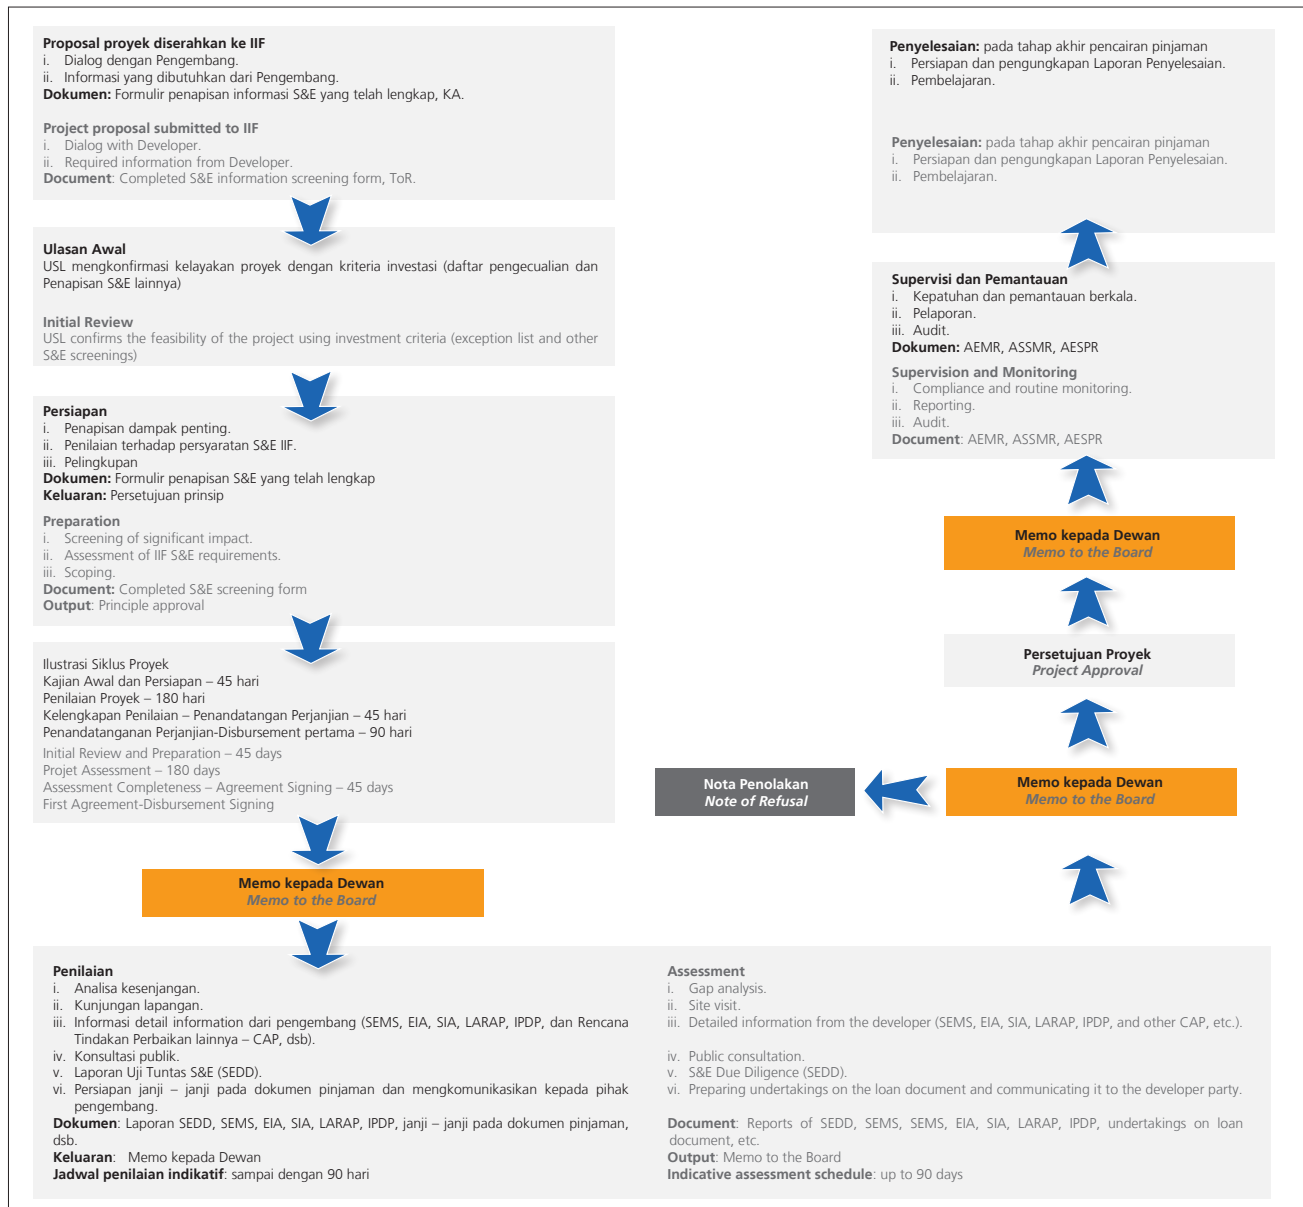 Proposal proyek diserahkan ke IIF
i. Dialog dengan Pengembang.
ii. Informasi yang dibutuhkan dari Pengembang.
Dokumen: Formulir penapisan informasi S&E yang telah lengkap, KA.
Project proposal submitted to IIF
i. Dialog with Developer.
ii. Required information from Developer.
Document: Completed S&E information screening form, ToR.
Ulasan Awal
USL mengkonfirmasi kelayakan proyek dengan kriteria investasi (daftar pengecualian dan
Penapisan S&E lainnya)
Initial Review
USL confirms the feasibility of the project using investment criteria (exception list and other
S&E screenings)
Persiapan
i. Penapisan dampak penting.
ii. Penilaian terhadap persyaratan S&E IIF.
iii. Pelingkupan
Dokumen: Formulir penapisan S&E yang telah lengkap
Keluaran: Persetujuan prinsip
Preparation
i. Screening of significant impact.
ii. Assessment of IIF S&E requirements.
iii. Scoping.
Document: Completed S&E screening form
Output: Principle approval
Ilustrasi Siklus Proyek
Kajian Awal dan Persiapan – 45 hari
Penilaian Proyek – 180 hari
Kelengkapan Penilaian – Penandatangan Perjanjian – 45 hari
Penandatanganan Perjanjian-Disbursement pertama – 90 hari
Initial Review and Preparation – 45 days
Projet Assessment – 180 days
Assessment Completeness – Agreement Signing – 45 days
First Agreement-Disbursement Signing
Memo kepada Dewan
Memo to the Board
Penilaian
i. Analisa kesenjangan.
ii. Kunjungan lapangan.
iii. Informasi detail information dari pengembang (SEMS, EIA, SIA, LARAP, IPDP, dan Rencana
Tindakan Perbaikan lainnya – CAP, dsb).
iv. Konsultasi publik.
v. Laporan Uji Tuntas S&E (SEDD).
vi. Persiapan janji – janji pada dokumen pinjaman dan mengkomunikasikan kepada pihak
pengembang.
Dokumen: Laporan SEDD, SEMS, EIA, SIA, LARAP, IPDP, janji – janji pada dokumen pinjaman,
dsb.
Keluaran: Memo kepada Dewan
Jadwal penilaian indikatif: sampai dengan 90 hari
Assessment
i. Gap analysis.
ii. Site visit.
iii. Detailed information from the developer (SEMS, EIA, SIA, LARAP, IPDP, and other CAP, etc.).
iv. Public consultation.
v. S&E Due Diligence (SEDD).
vi. Preparing undertakings on the loan document and communicating it to the developer party.
Document: Reports of SEDD, SEMS, SEMS, EIA, SIA, LARAP, IPDP, undertakings on loan
document, etc.
Output: Memo to the Board
Indicative assessment schedule: up to 90 days
Memo kepada Dewan
Memo to the Board
Nota Penolakan
Note of Refusal
Persetujuan Proyek
Project Approval
Memo kepada Dewan
Memo to the Board
Supervisi dan Pemantauan
i. Kepatuhan dan pemantauan berkala.
ii. Pelaporan.
iii. Audit.
Dokumen: AEMR, ASSMR, AESPR
Supervision and Monitoring
i. Compliance and routine monitoring.
ii. Reporting.
iii. Audit.
Document: AEMR, ASSMR, AESPR
Penyelesaian: pada tahap akhir pencairan pinjaman
i. Persiapan dan pengungkapan Laporan Penyelesaian.
ii. Pembelajaran.
Penyelesaian: pada tahap akhir pencairan pinjaman
i. Persiapan dan pengungkapan Laporan Penyelesaian.
ii. Pembelajaran.